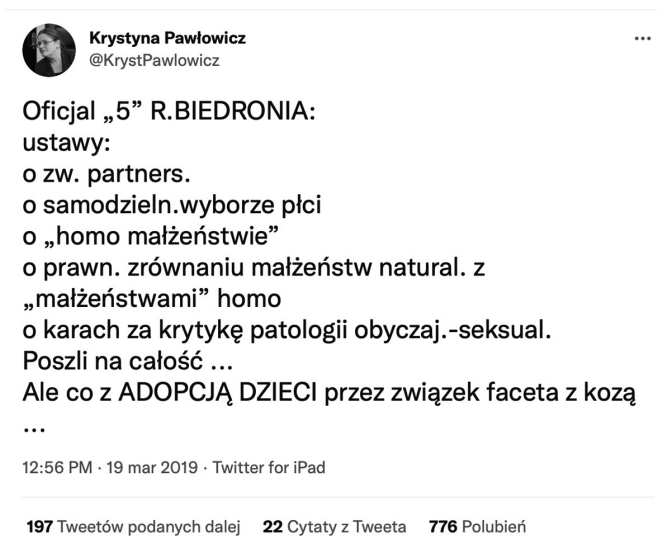 Krystyna Pawłowicz
@KrystPawlowicz
Oficjal „5” R.BIEDRONIA:
ustawy:
o zw. partners.
o samodzieln.wyborze płci
o „homo małżeństwie”
o prawn. zrównaniu małżeństw natural. z
„małżeństwami” homo
o karach za krytykę patologii obyczaj.-seksual.
Poszli na całość ...
Ale co z ADOPCJĄ DZIECI przez związek faceta z kozą
...
12:56 PM · 19 mar 2019 · Twitter for iPad
197 Tweetów podanych dalej 22 Cytaty z Tweeta 776 Polubień